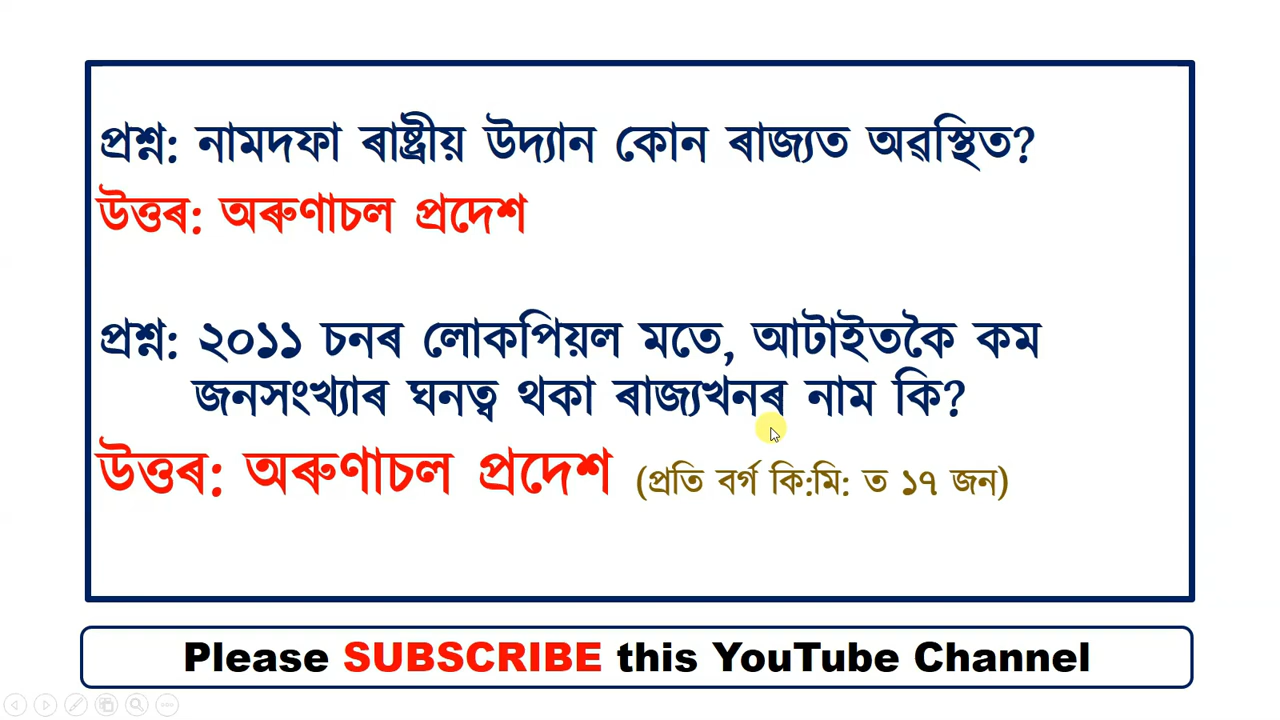 প্ৰশ্ন: নামদফা ৰাষ্ট্ৰীয় উদ্যান কোন ৰাজ্যত অৱস্থিত?
উত্তৰ: অৰুণাচল প্ৰদেশ
প্ৰশ্ন: ২০১১ চনৰ লোকপিয়ল মতে, আটাইতকৈ কম
জনসংখ্যাৰ ঘনত্ব থকা ৰাজ্যখনৰ নাম কি?
উত্তৰ: অৰুণাচল প্ৰদেশ (প্ৰতি বৰ্গ কি:মি: ত ১৭ জন)
Please SUBSCRIBE this YouTube Channel